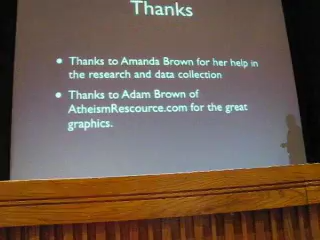 Thanks
• Thanks to Amanda Brown for her help in
the research and data collection
• Thanks to Adam Brown of
AtheismRescource.com for the great
graphics.